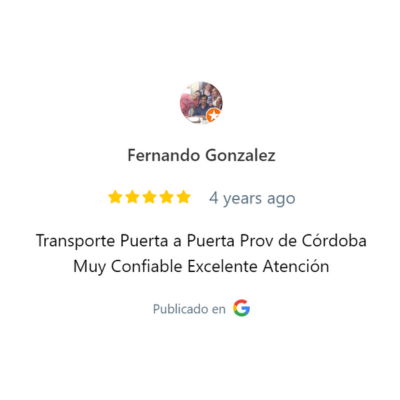 Fernando Gonzalez
4 years ago
Transporte Puerta a Puerta Prov de Córdoba
Muy Confiable Excelente Atención
Publicado en